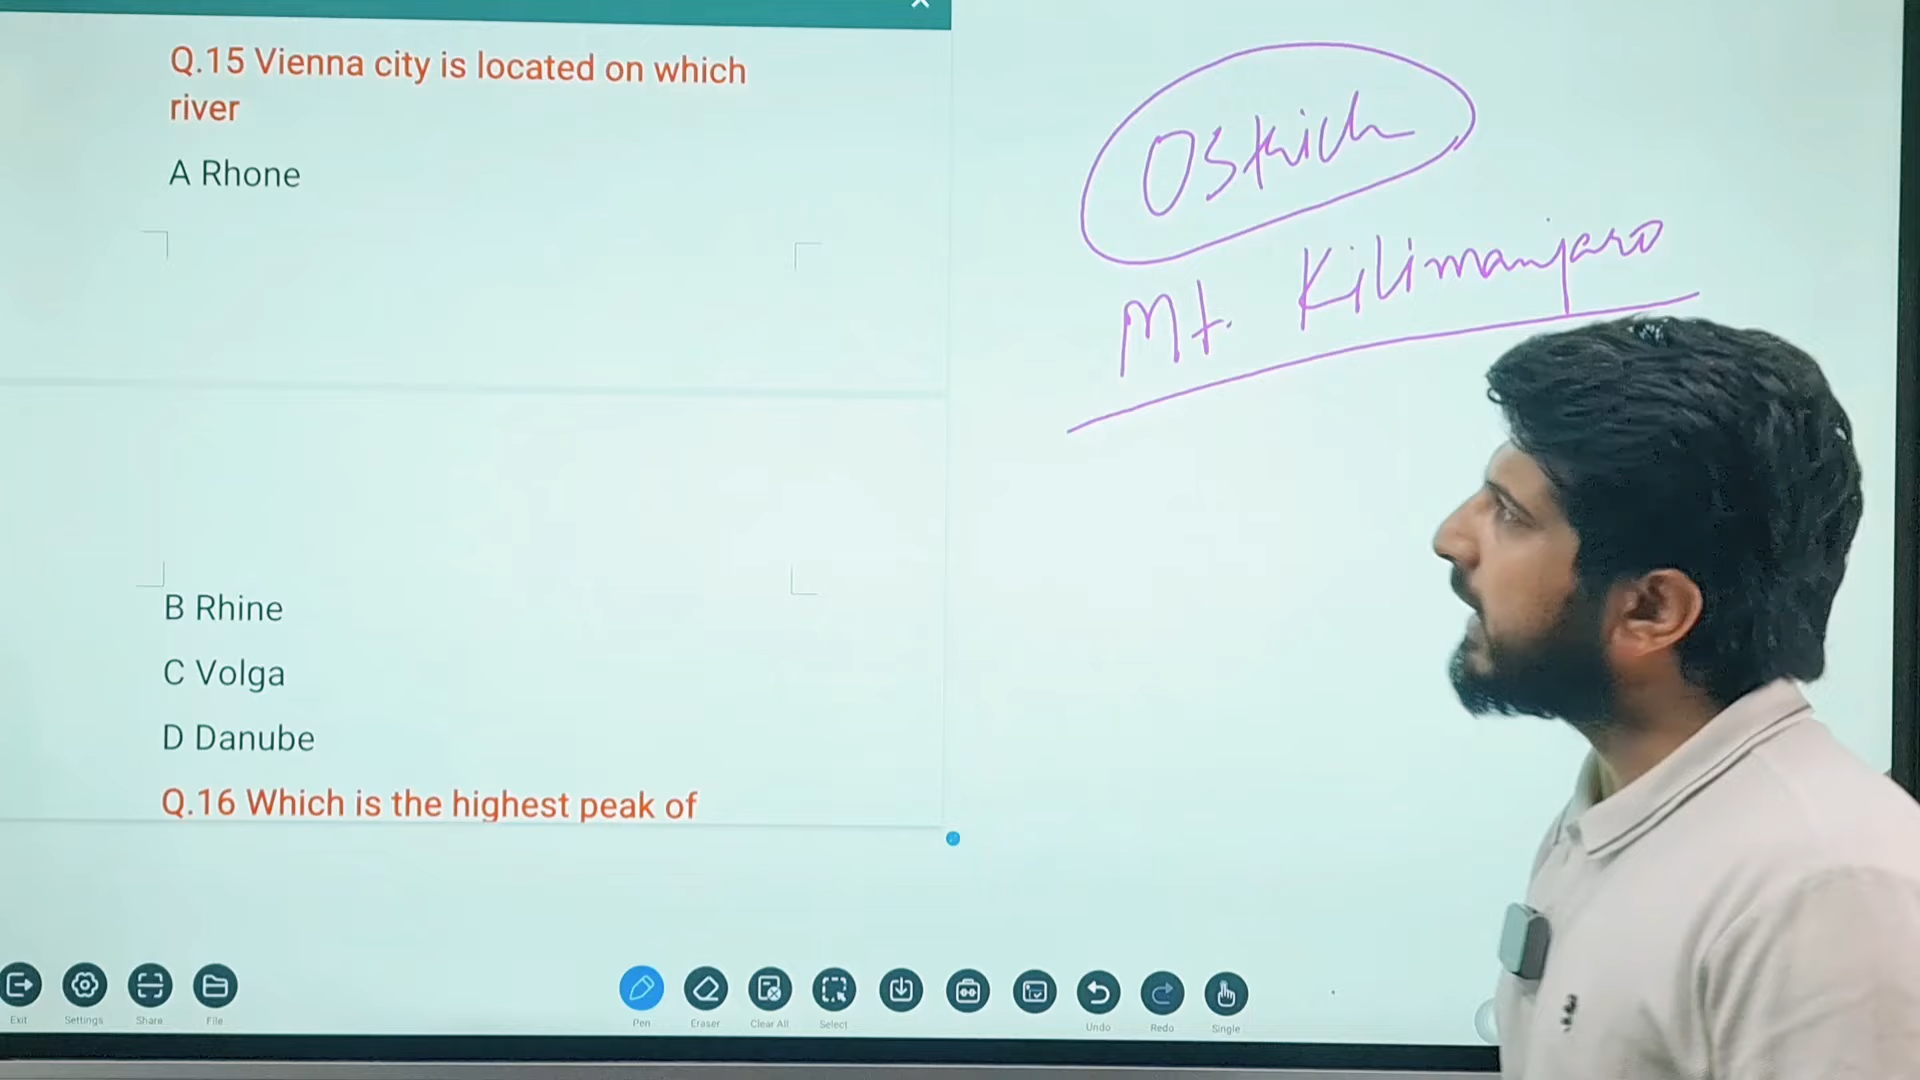 Q.15 Vienna city is located on which
river
A Rhone
B Rhine
C Volga
D Danube
Q.16 Which is the highest peak of
Ostrich
Mt. Kilimanjaro
Exit
Settings
Share
File
Pen
Eraser
Clear All
Select
Undo
Redo
Single